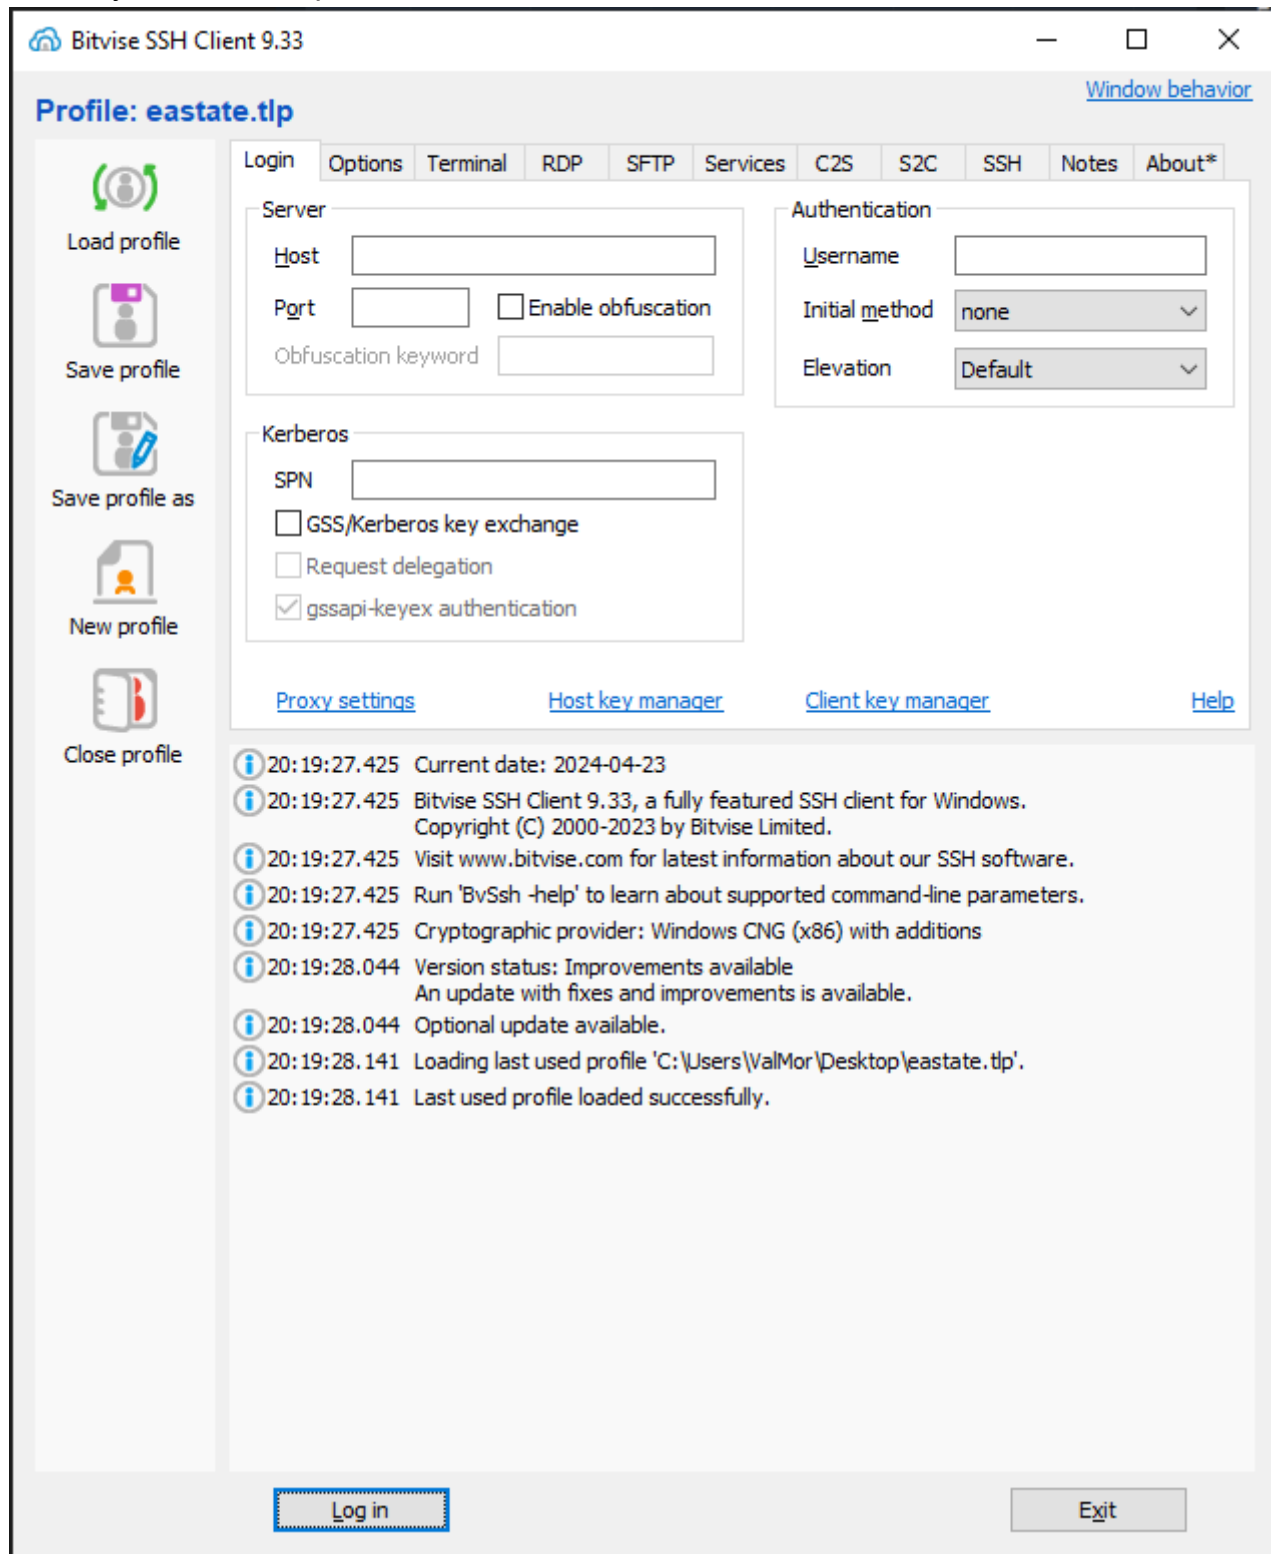 Bitvise SSH Client 9.33
Window behavior
Profile: eastate.tlp
Load profile
Save profile
Save profile as
New profile
Close profile
Login Options Terminal RDP SFTP Services C2S S2C SSH Notes About*
Server
Host
Port
Enable obfuscation
Obfuscation keyword
Authentication
Username
Initial method none
Elevation Default
Kerberos
SPN
GSS/Kerberos key exchange
Request delegation
gssapi-keyex authentication
Proxy settings Host key manager Client key manager Help
20:19:27.425 Current date: 2024-04-23
20:19:27.425 Bitvise SSH Client 9.33, a fully featured SSH client for Windows.
Copyright (C) 2000-2023 by Bitvise Limited.
20:19:27.425 Visit www.bitvise.com for latest information about our SSH software.
20:19:27.425 Run 'BvSsh -help' to learn about supported command-line parameters.
20:19:27.425 Cryptographic provider: Windows CNG (x86) with additions
20:19:28.044 Version status: Improvements available
An update with fixes and improvements is available.
20:19:28.044 Optional update available.
20:19:28.141 Loading last used profile 'C:\Users\ValMor\Desktop\eastate.tlp'.
20:19:28.141 Last used profile loaded successfully.
Log in
Exit